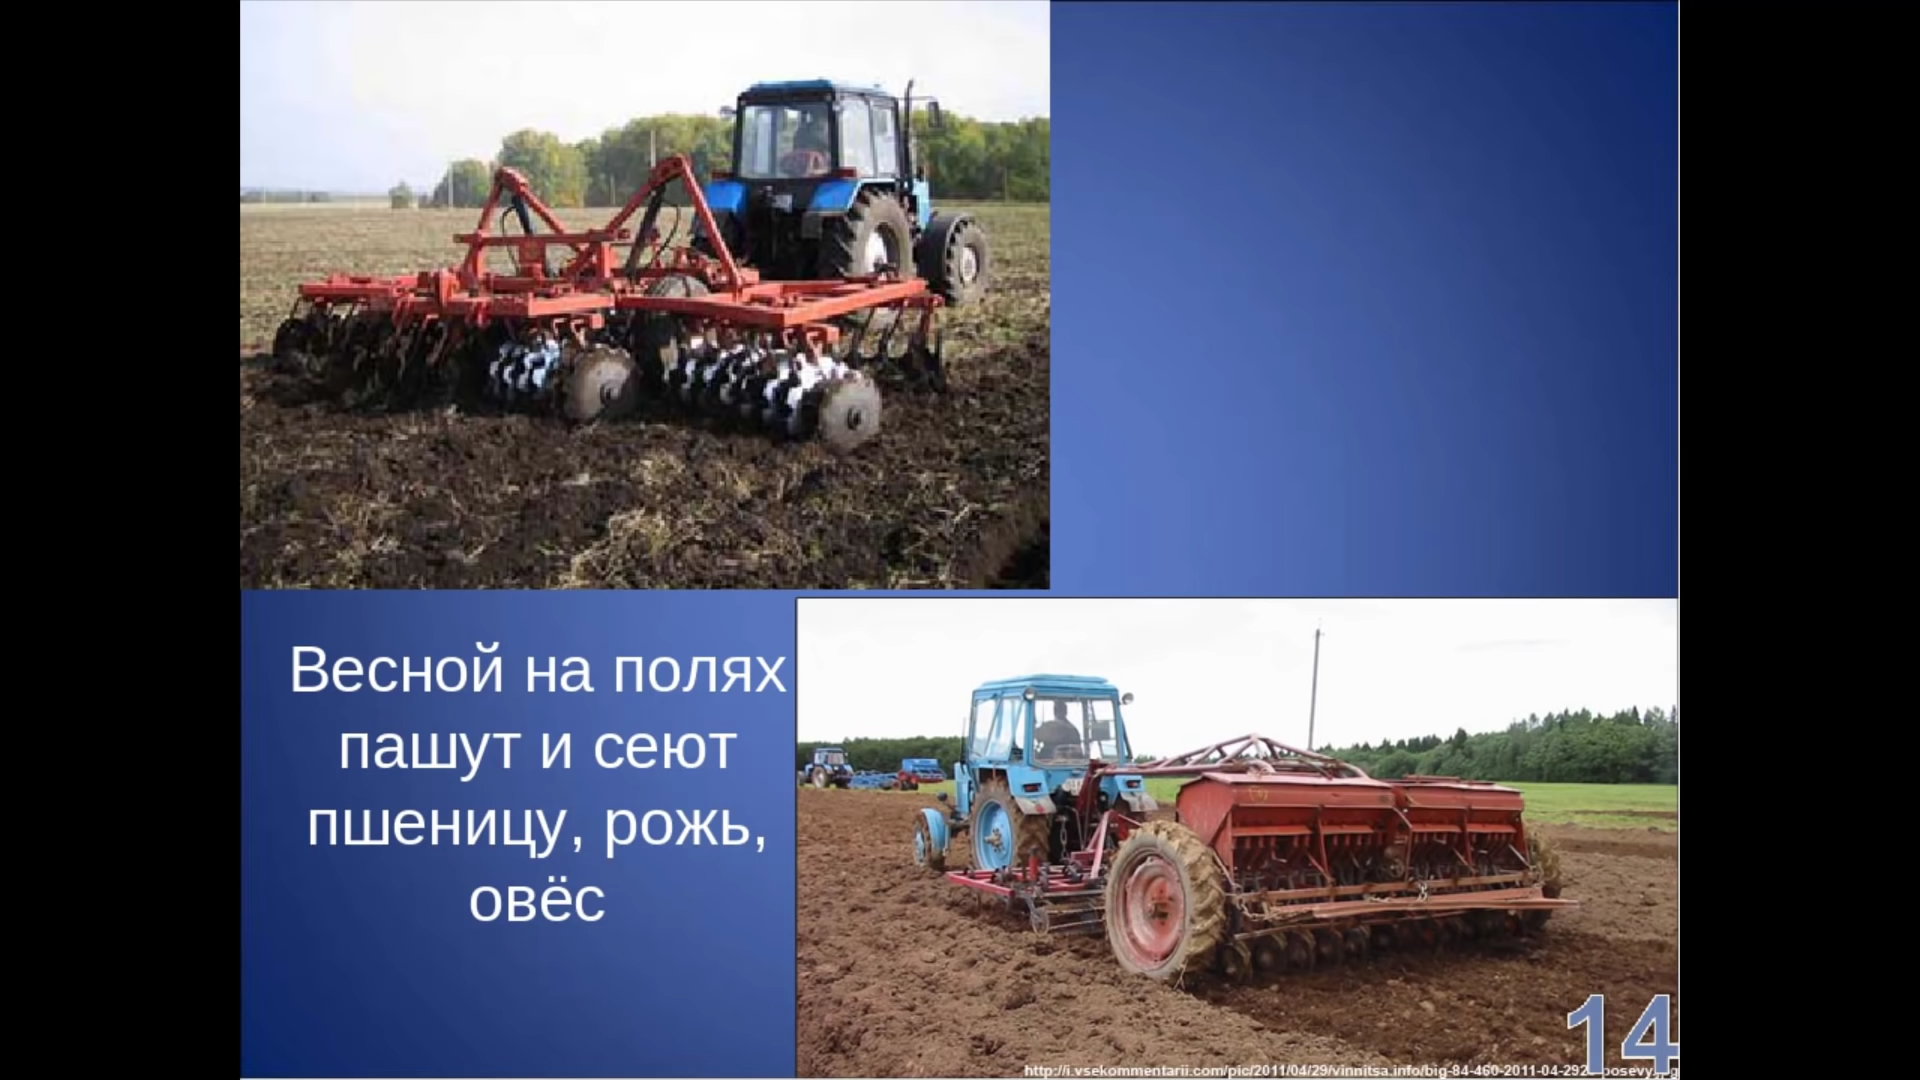 Весной на полях
пашут и сеют
пшеницу, рожь,
овёс
14